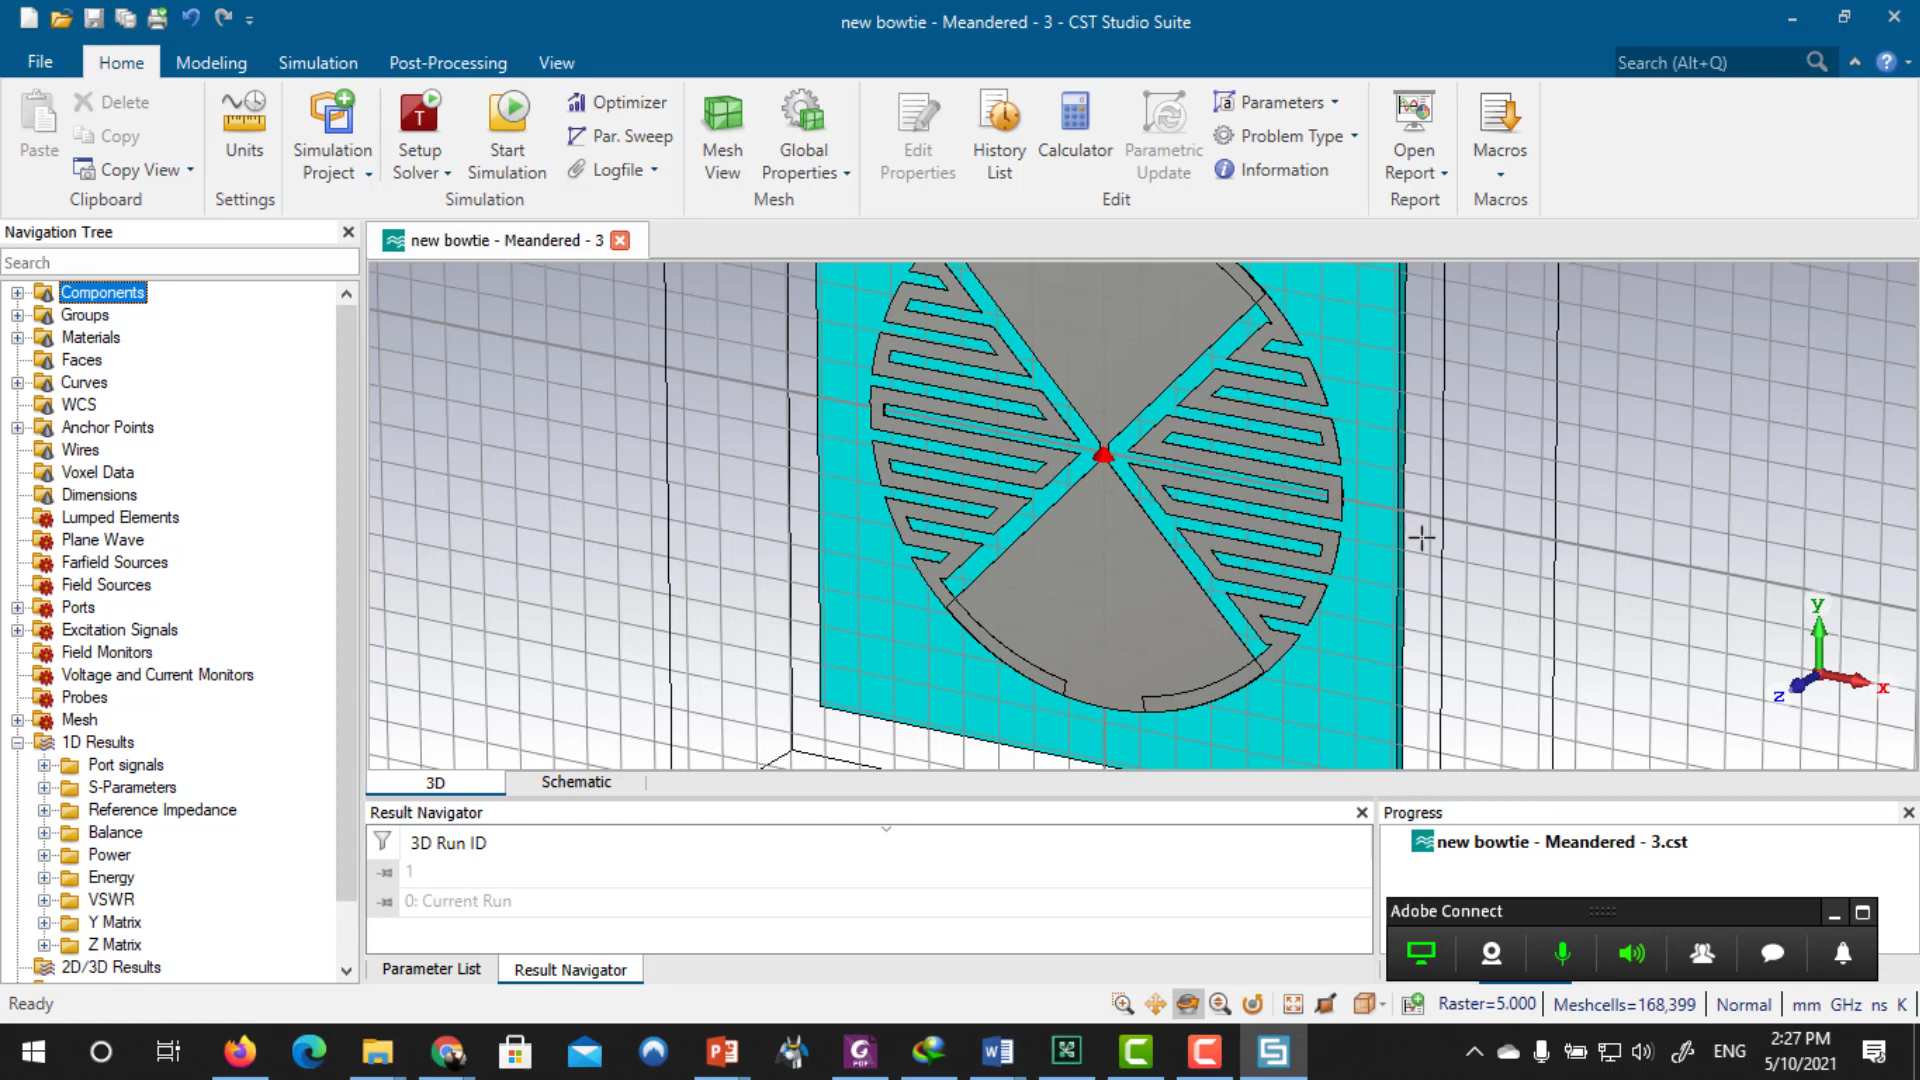 new bowtie - Meandered - 3 - CST Studio Suite
File
Home
Modeling
Simulation
Post-Processing
View
Search (Alt+Q)
Paste
Delete
Copy
Copy View
Clipboard
Units
Settings
Simulation Project
Setup Solver
Start Simulation
Optimizer
Par. Sweep
Logfile
Simulation
Mesh View
Global Properties
Mesh
Edit Properties
History List
Calculator
Parametric Update
Parameters
Problem Type
Information
Edit
Open Report
Report
Macros
Macros
Navigation Tree
Search
Components
Groups
Materials
Faces
Curves
WCS
Anchor Points
Wires
Voxel Data
Dimensions
Lumped Elements
Plane Wave
Farfield Sources
Field Sources
Ports
Excitation Signals
Field Monitors
Voltage and Current Monitors
Probes
Mesh
1D Results
Port signals
S-Parameters
Reference Impedance
Balance
Power
Energy
VSWR
Y Matrix
Z Matrix
2D/3D Results
new bowtie - Meandered - 3
y
x
z
3D
Schematic
Result Navigator
3D Run ID
1
0: Current Run
Parameter List
Result Navigator
Progress
new bowtie - Meandered - 3.cst
Adobe Connect
Ready
Raster=5.000
Meshcells=168,399
Normal
mm GHz ns K
ENG
2:27 PM
5/10/2021